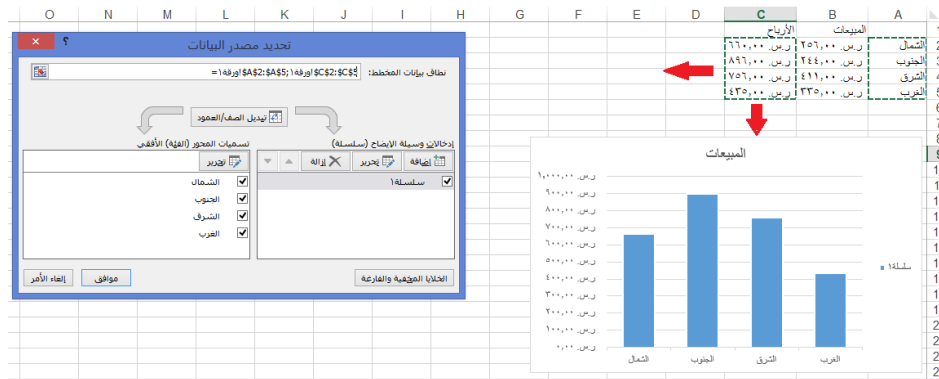 A B C D E F G H I J K L M N O
المبيعات الأرباح
الشمال ر.س. ٢٥٦,٠٠ ر.س. ٦٦٠,٠٠
الجنوب ر.س. ٢٤٤,٠٠ ر.س. ٨٩٦,٠٠
الشرق ر.س. ٤١١,٠٠ ر.س. ٧٥٦,٠٠
الغرب ر.س. ٣٣٥,٠٠ ر.س. ٤٣٥,٠٠
تحديد مصدر البيانات
? ×
نطاق بيانات المخطط:
=ورقة١!$A$2:$A$5;ورقة١!$C$2:$C$5
تبديل الصف/العمود
إدخالات وسيلة الإيضاح (سلسلة)
إضافة تحرير إزالة
سلسلة١
تسميات المحور (الفئة) الأفقي
تحرير
الشمال
الجنوب
الشرق
الغرب
الخلايا المخفية والفارغة
موافق إلغاء الأمر
المبيعات
ر.س. ١,٠٠٠,٠٠
ر.س. ٩٠٠,٠٠
ر.س. ٨٠٠,٠٠
ر.س. ٧٠٠,٠٠
ر.س. ٦٠٠,٠٠
ر.س. ٥٠٠,٠٠
ر.س. ٤٠٠,٠٠
ر.س. ٣٠٠,٠٠
ر.س. ٢٠٠,٠٠
ر.س. ١٠٠,٠٠
ر.س. ٠,٠٠
الشمال الجنوب الشرق الغرب
سلسلة١